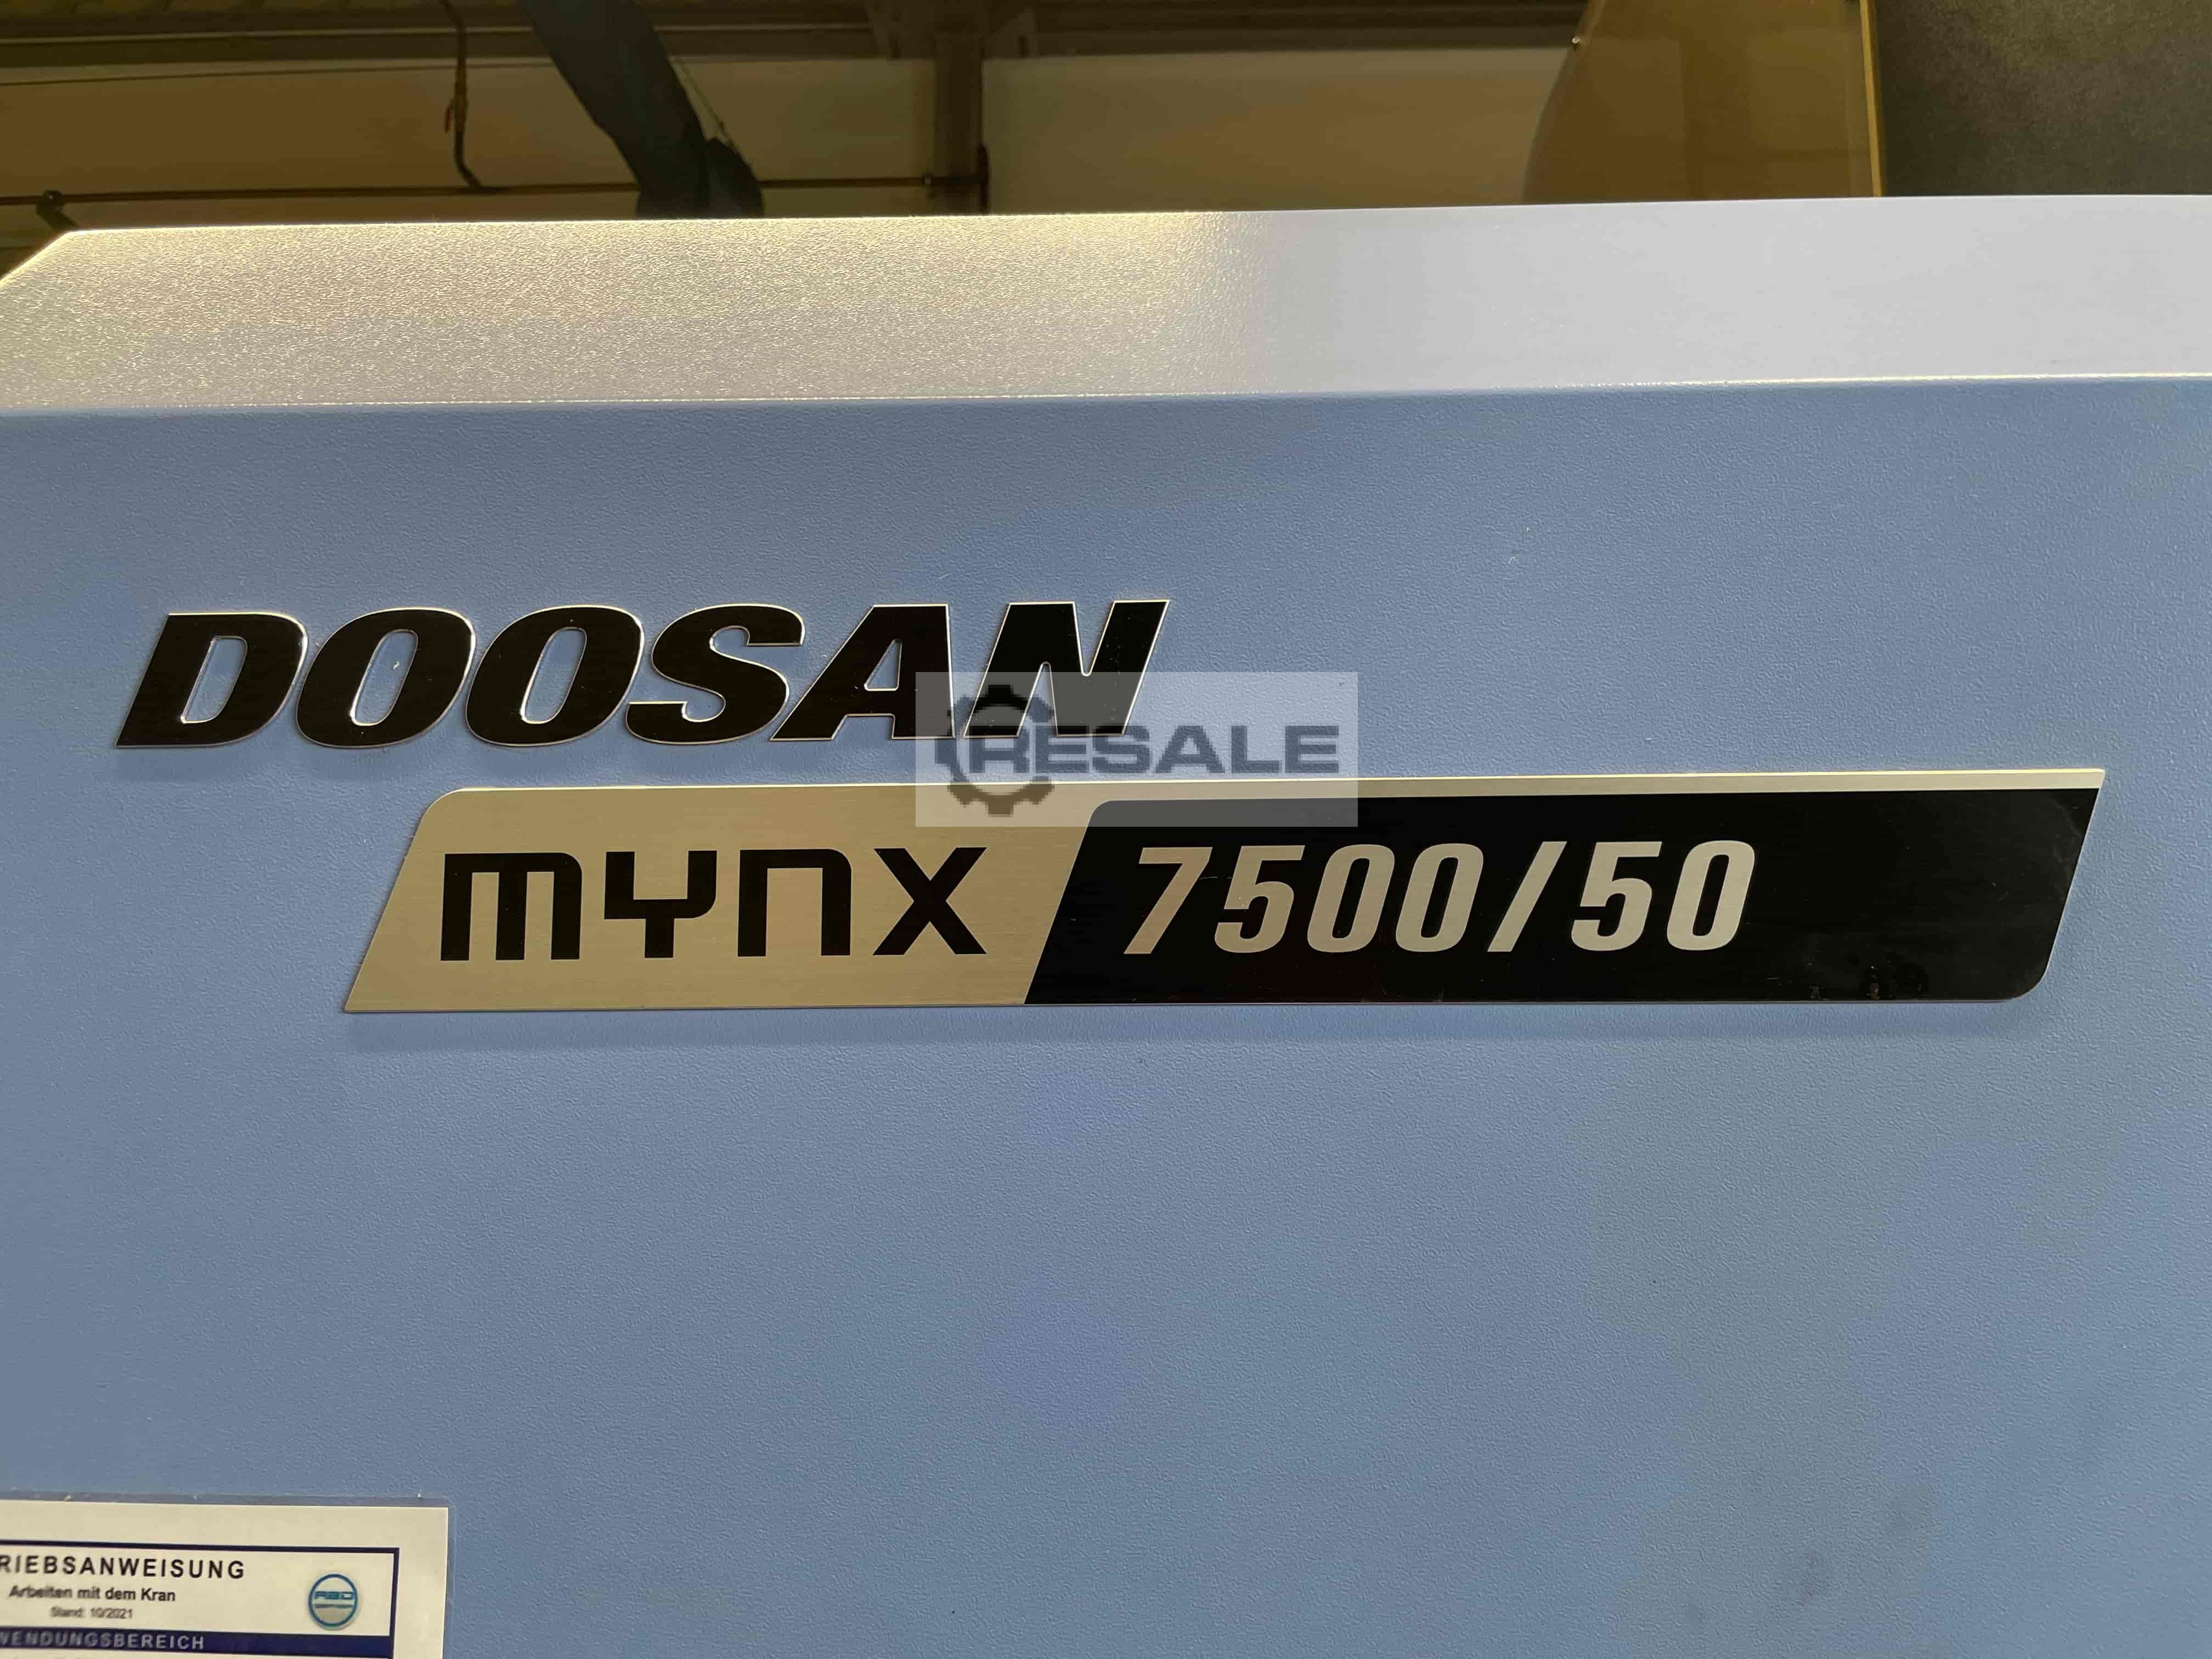 DOOSAN
RESALE
mynx 7500/50
RIEBSANWEISUNG
Arbeiten mit dem Kran
Stand: 10/2021
WENDUNGSBEREICH